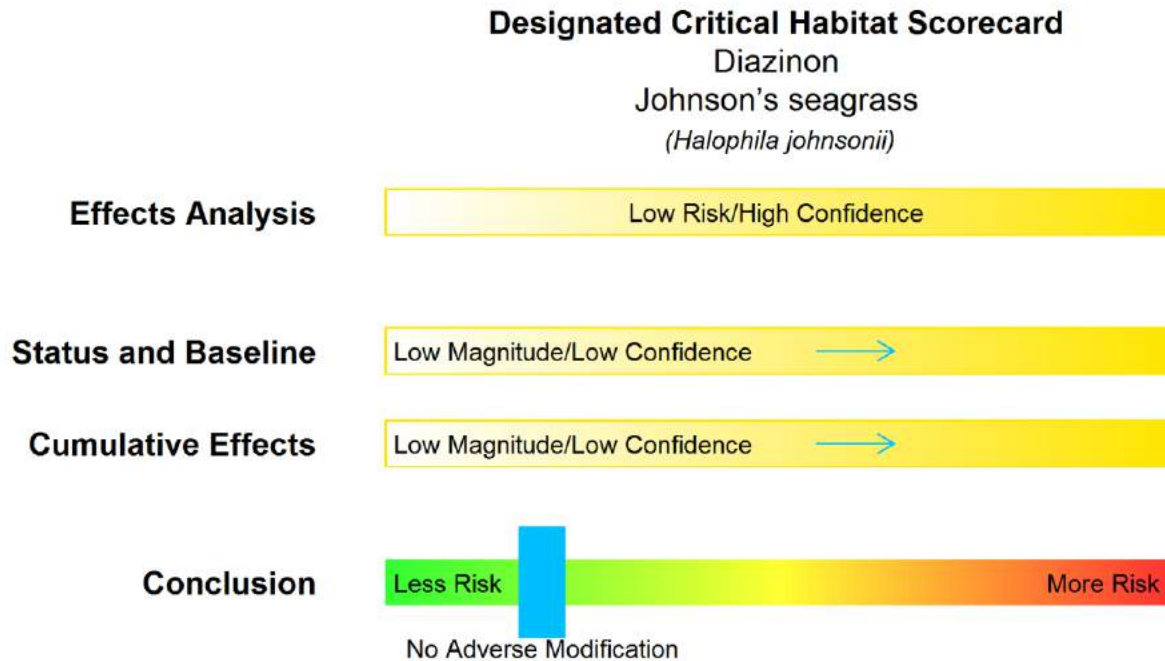 Designated Critical Habitat Scorecard
Diazinon
Johnson's seagrass
(Halophila johnsonii)
Effects Analysis
Low Risk/High Confidence
Status and Baseline
Low Magnitude/Low Confidence
Cumulative Effects
Low Magnitude/Low Confidence
Conclusion
Less Risk
More Risk
No Adverse Modification